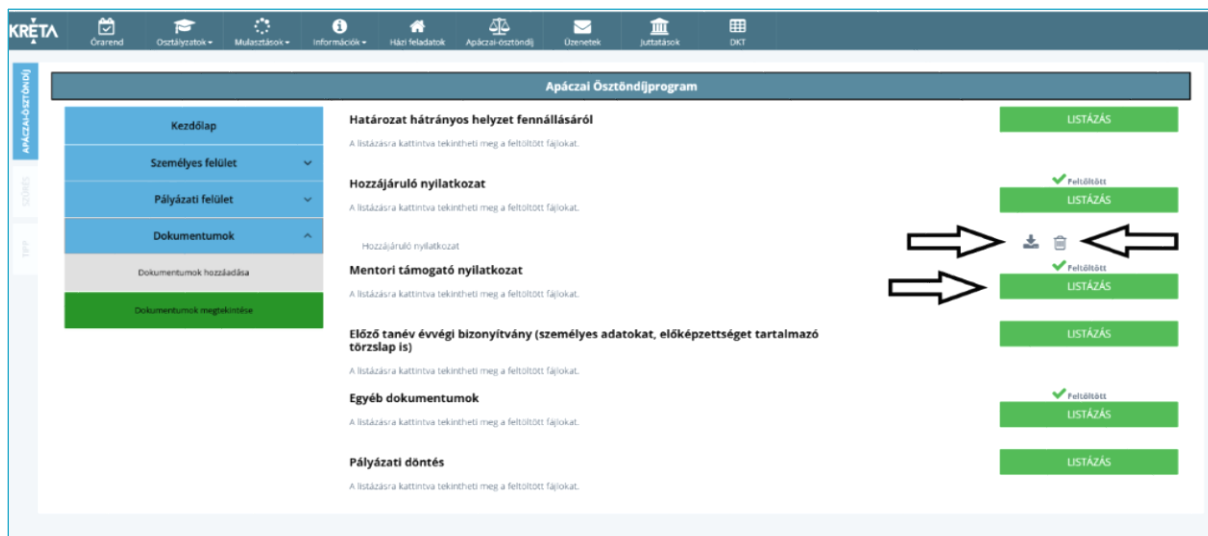 KRÉTA
Órarend
Osztályzatok
Mulasztások
Információk
Házi feladatok
Apáczai-ösztöndíj
Üzenetek
Juttatások
DKT
APÁCZAI-ÖSZTÖNDÍJ
SZŰRÉS
TIPP
Apáczai Ösztöndíjprogram
Kezdőlap
Személyes felület
Pályázati felület
Dokumentumok
Dokumentumok hozzáadása
Dokumentumok megtekintése
Határozat hátrányos helyzet fennállásáról
LISTÁZÁS
A listázásra kattintva tekintheti meg a feltöltött fájlokat.
Hozzájáruló nyilatkozat
Feltöltött
LISTÁZÁS
A listázásra kattintva tekintheti meg a feltöltött fájlokat.
Hozzájáruló nyilatkozat
Mentori támogató nyilatkozat
Feltöltött
LISTÁZÁS
A listázásra kattintva tekintheti meg a feltöltött fájlokat.
Előző tanév évvégi bizonyítvány (személyes adatokat, előképzettséget tartalmazó
törzslap is)
LISTÁZÁS
A listázásra kattintva tekintheti meg a feltöltött fájlokat.
Egyéb dokumentumok
Feltöltött
LISTÁZÁS
A listázásra kattintva tekintheti meg a feltöltött fájlokat.
Pályázati döntés
LISTÁZÁS
A listázásra kattintva tekintheti meg a feltöltött fájlokat.